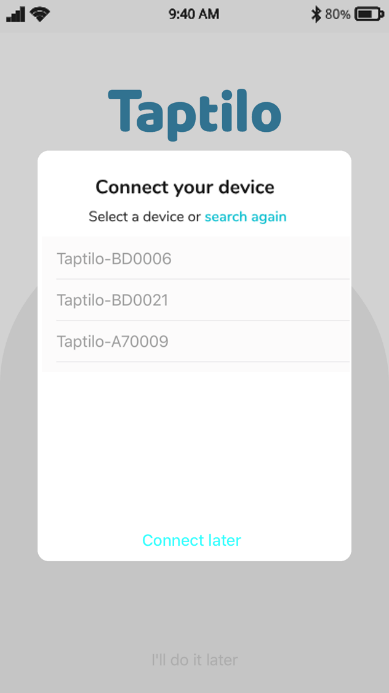 9:40 AM
80%
Taptilo
Connect your device
Select a device or search again
Taptilo-BD0006
Taptilo-BD0021
Taptilo-A70009
Connect later
I'll do it later